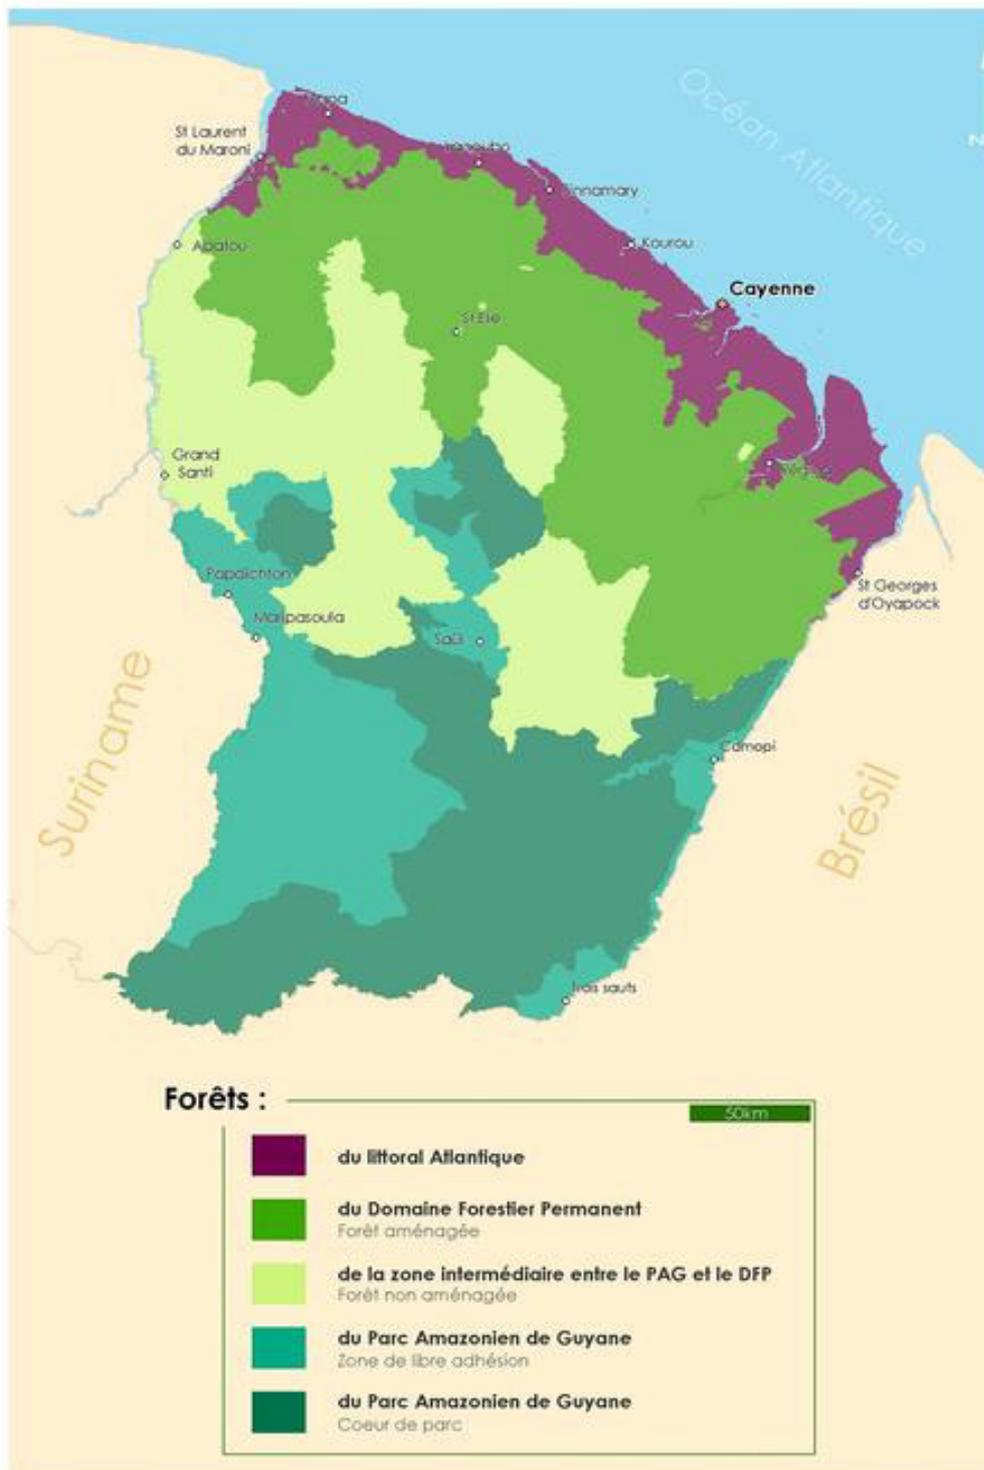 Océan Atlantique
St Laurent
du Maroni
Sinnamary
Apatou
Kourou
Cayenne
St Elie
Grand
Santi
Papaïchton
St Georges
d'Oyapock
Maripasoula
Saül
Suriname
Camopi
Brésil
Trois sauts
Forêts :
50km
du littoral Atlantique
du Domaine Forestier Permanent
Forêt aménagée
de la zone intermédiaire entre le PAG et le DFP
Forêt non aménagée
du Parc Amazonien de Guyane
Zone de libre adhésion
du Parc Amazonien de Guyane
Coeur de parc